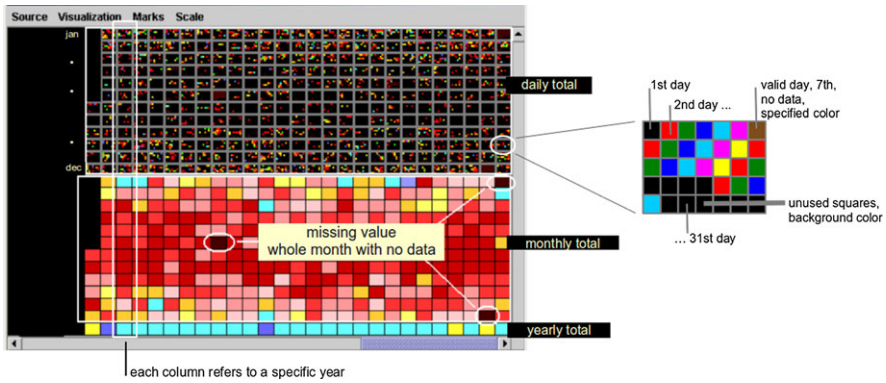 Source Visualization Marks Scale
jan
dec
daily total
missing value
whole month with no data
monthly total
yearly total
each column refers to a specific year
1st day
2nd day ...
valid day, 7th,
no data,
specified color
unused squares,
background color
... 31st day